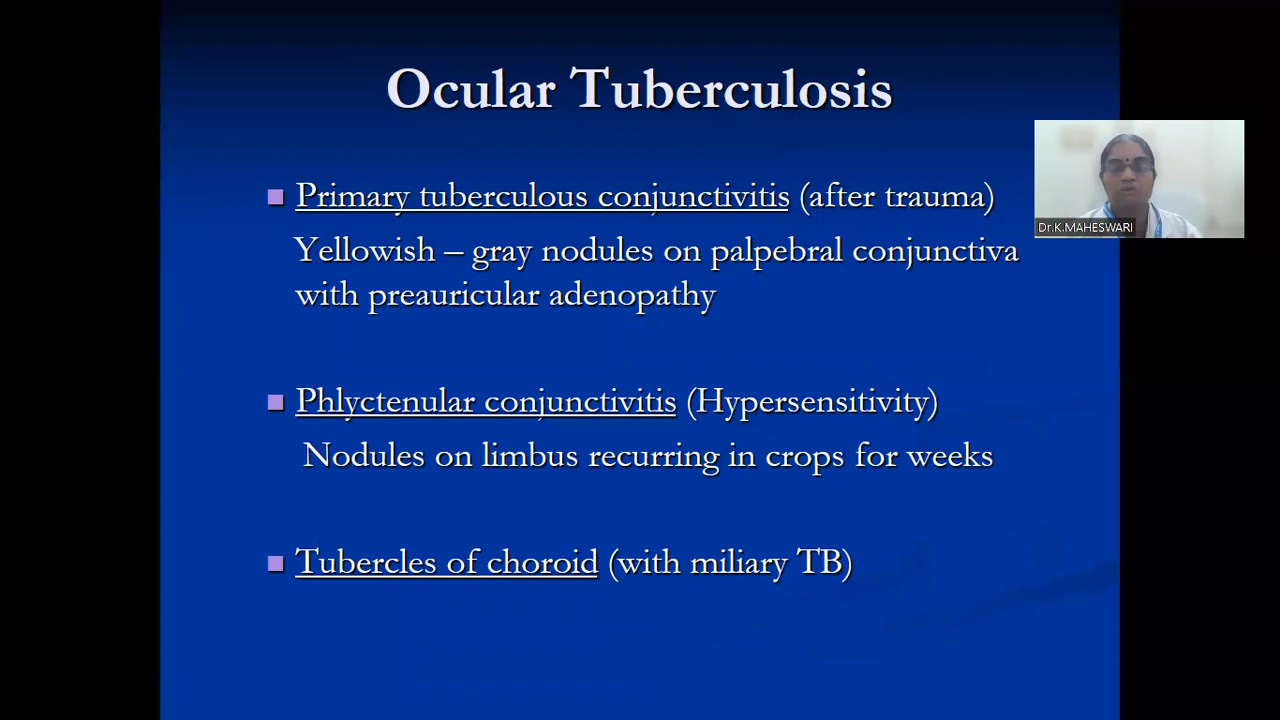 Ocular Tuberculosis
Primary tuberculous conjunctivitis (after trauma)
Yellowish – gray nodules on palpebral conjunctiva
with preauricular adenopathy
Phlyctenular conjunctivitis (Hypersensitivity)
Nodules on limbus recurring in crops for weeks
Tubercles of choroid (with miliary TB)
Dr.K.MAHESWARI